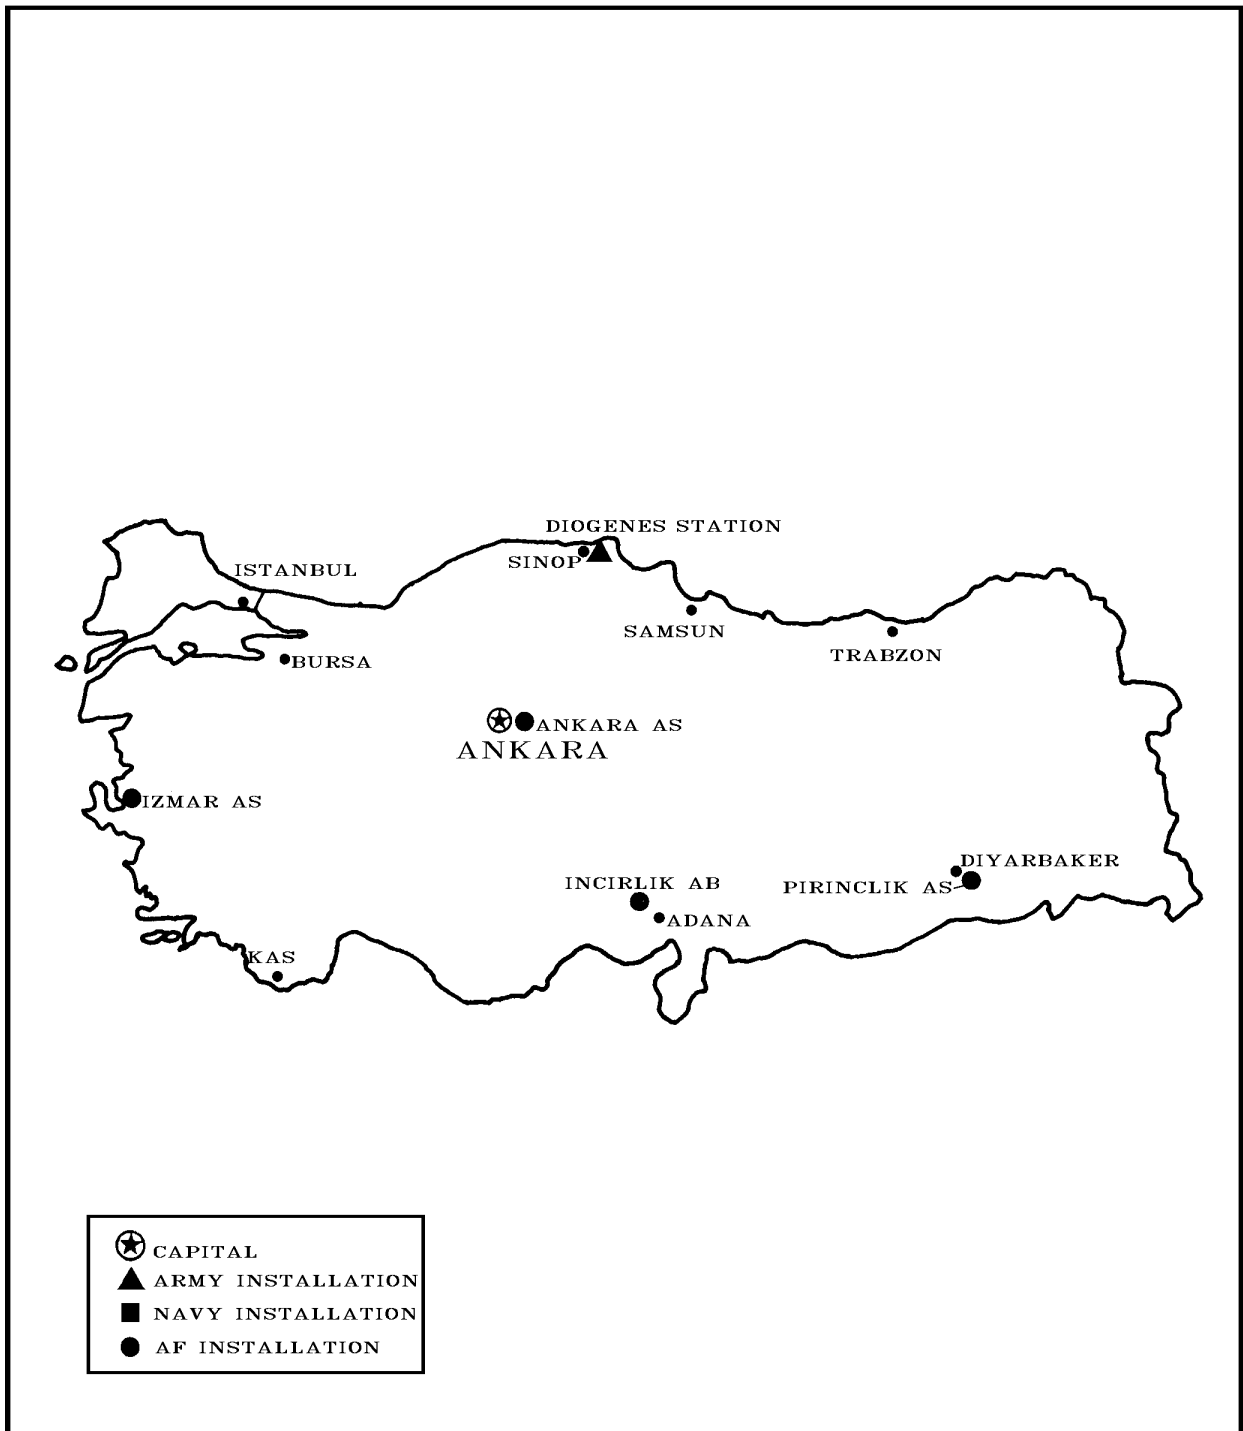 DIOGENES STATION
SINOP
ISTANBUL
SAMSUN
TRABZON
BURSA
ANKARA AS
ANKARA
IZMAR AS
DIYARBAKER
INCIRLIK AB
PIRINCLIK AS
ADANA
KAS
CAPITAL
ARMY INSTALLATION
NAVY INSTALLATION
AF INSTALLATION